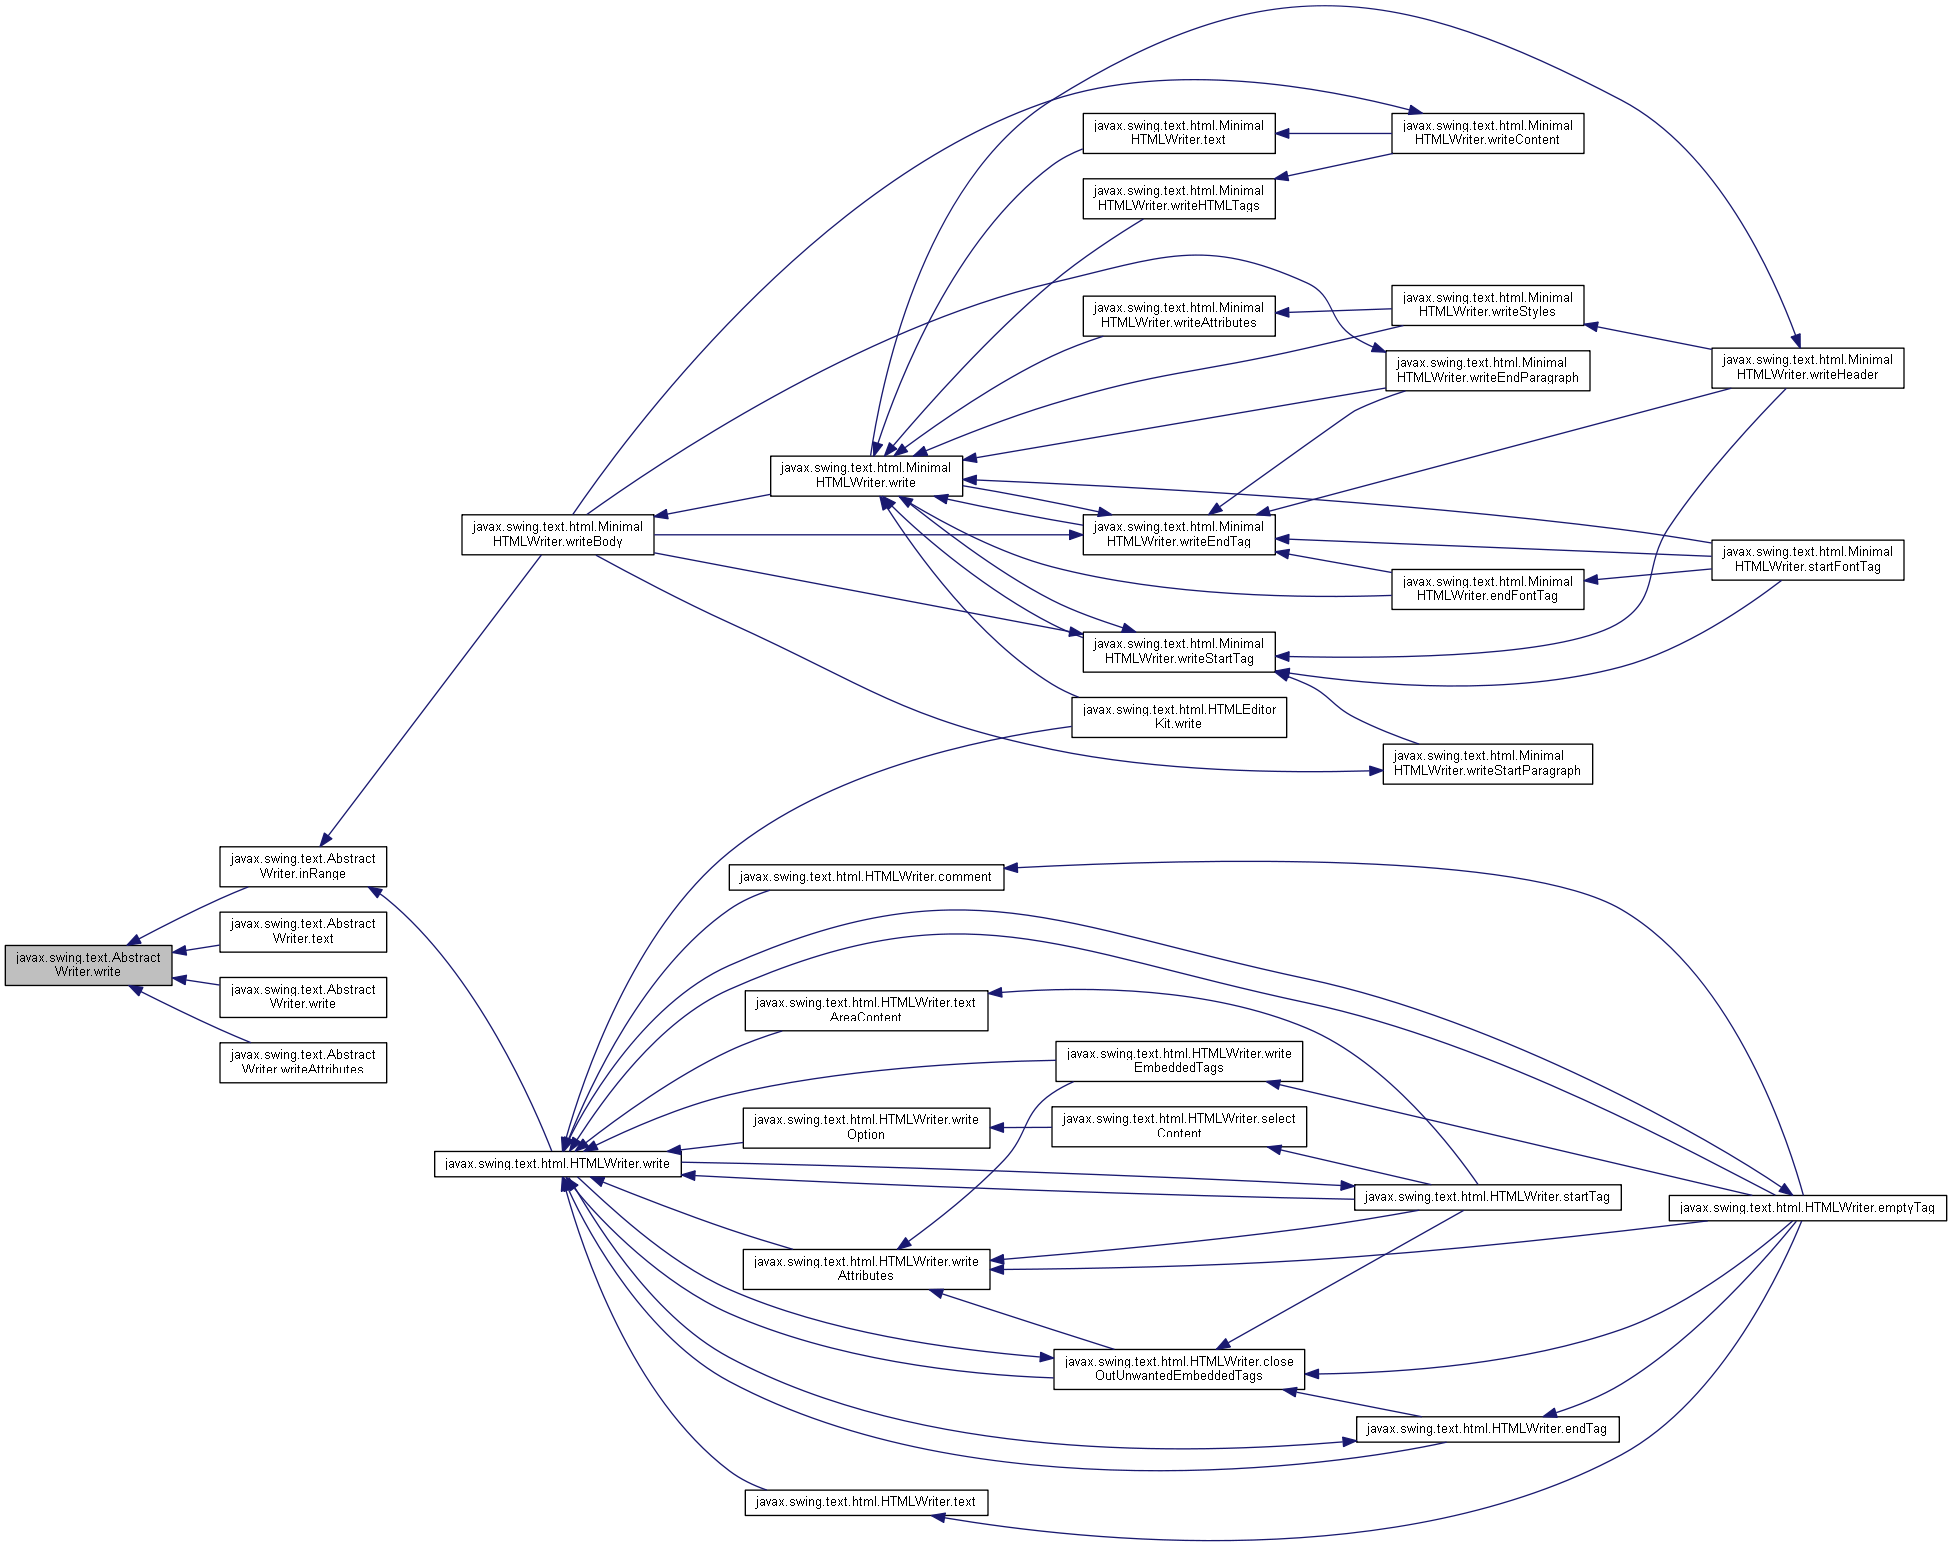 javax.swing.text.html.Minimal
HTMLWriter.text
javax.swing.text.html.Minimal
HTMLWriter.writeContent
javax.swing.text.html.Minimal
HTMLWriter.writeHTMLTags
javax.swing.text.html.Minimal
HTMLWriter.writeAttributes
javax.swing.text.html.Minimal
HTMLWriter.writeStyles
javax.swing.text.html.Minimal
HTMLWriter.writeEndParagraph
javax.swing.text.html.Minimal
HTMLWriter.writeHeader
javax.swing.text.html.Minimal
HTMLWriter.write
javax.swing.text.html.Minimal
HTMLWriter.writeBody
javax.swing.text.html.Minimal
HTMLWriter.writeEndTag
javax.swing.text.html.Minimal
HTMLWriter.startFontTag
javax.swing.text.html.Minimal
HTMLWriter.endFontTag
javax.swing.text.html.Minimal
HTMLWriter.writeStartTag
javax.swing.text.html.HTMLEditor
Kit.write
javax.swing.text.html.Minimal
HTMLWriter.writeStartParagraph
javax.swing.text.Abstract
Writer.inRange
javax.swing.text.html.HTMLWriter.comment
javax.swing.text.Abstract
Writer.text
javax.swing.text.Abstract
Writer.write
javax.swing.text.Abstract
Writer.write
javax.swing.text.Abstract
Writer.writeAttributes
javax.swing.text.html.HTMLWriter.text
AreaContent
javax.swing.text.html.HTMLWriter.write
EmbeddedTags
javax.swing.text.html.HTMLWriter.write
Option
javax.swing.text.html.HTMLWriter.select
Content
javax.swing.text.html.HTMLWriter.write
javax.swing.text.html.HTMLWriter.startTag
javax.swing.text.html.HTMLWriter.emptyTag
javax.swing.text.html.HTMLWriter.write
Attributes
javax.swing.text.html.HTMLWriter.close
OutUnwantedEmbeddedTags
javax.swing.text.html.HTMLWriter.endTag
javax.swing.text.html.HTMLWriter.text